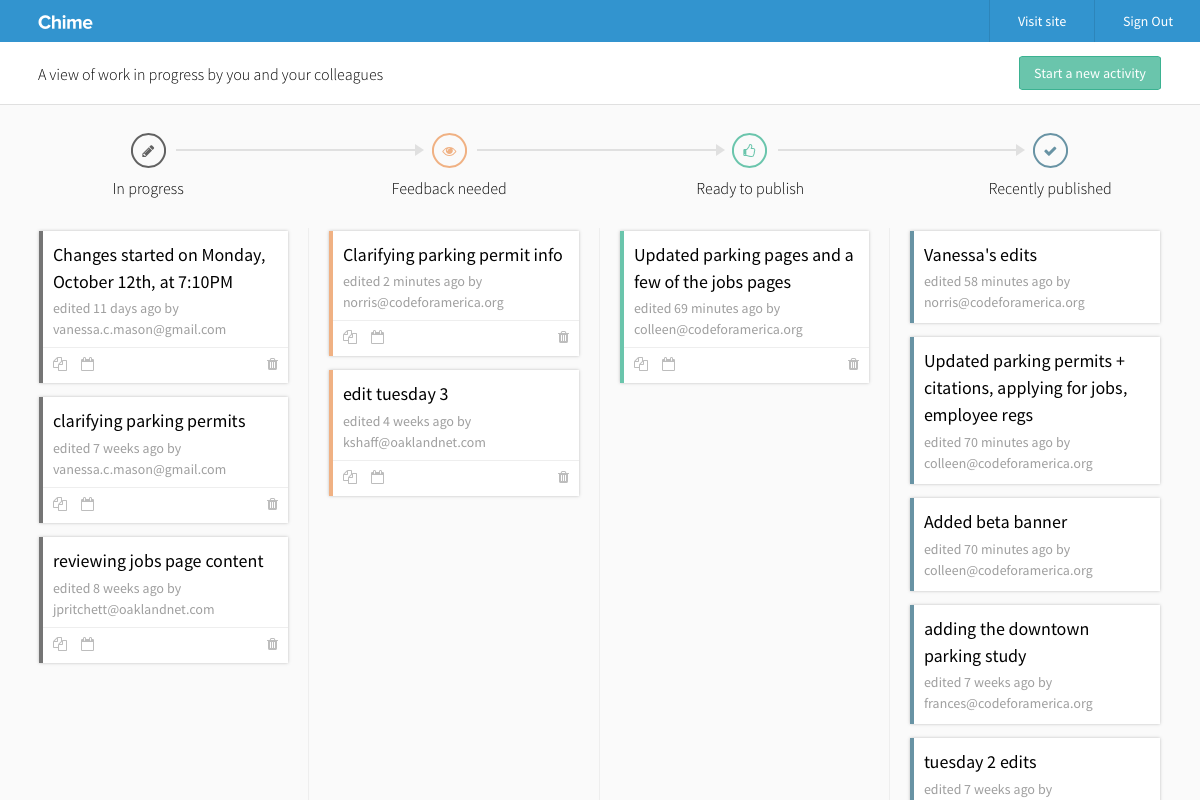 Chime
Visit site
Sign Out
A view of work in progress by you and your colleagues
Start a new activity
In progress
Feedback needed
Ready to publish
Recently published
Changes started on Monday,
October 12th, at 7:10PM
edited 11 days ago by
vanessa.c.mason@gmail.com
clarifying parking permits
edited 7 weeks ago by
vanessa.c.mason@gmail.com
reviewing jobs page content
edited 8 weeks ago by
jpritchett@oaklandnet.com
Clarifying parking permit info
edited 2 minutes ago by
norris@codeforamerica.org
edit tuesday 3
edited 4 weeks ago by
kshaff@oaklandnet.com
Updated parking pages and a
few of the jobs pages
edited 69 minutes ago by
colleen@codeforamerica.org
Vanessa's edits
edited 58 minutes ago by
norris@codeforamerica.org
Updated parking permits +
citations, applying for jobs,
employee regs
edited 70 minutes ago by
colleen@codeforamerica.org
Added beta banner
edited 70 minutes ago by
colleen@codeforamerica.org
adding the downtown
parking study
edited 7 weeks ago by
frances@codeforamerica.org
tuesday 2 edits
edited 7 weeks ago by